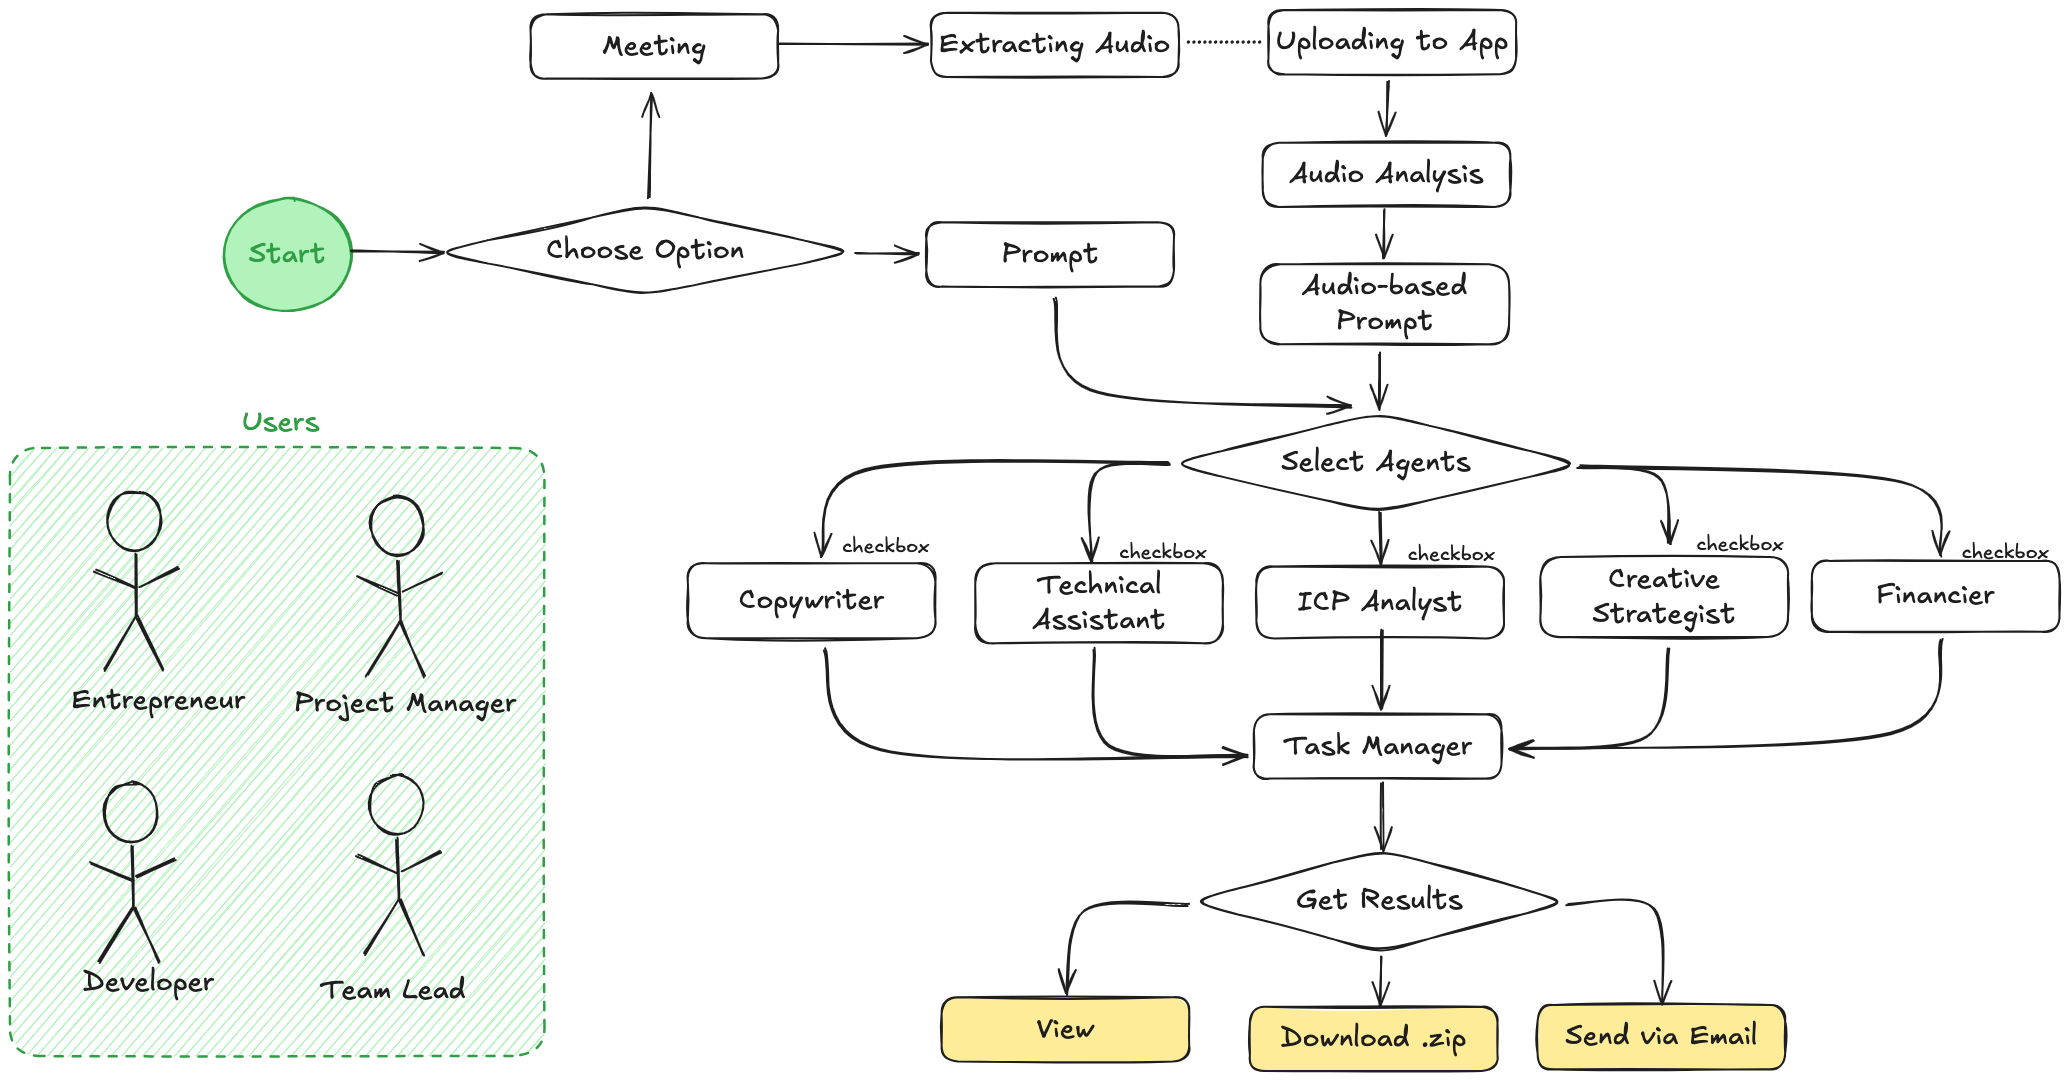 Meeting
Extracting Audio
Uploading to App
Audio Analysis
Start
Choose Option
Prompt
Audio-based
Prompt
Users
Select Agents
checkbox
Copywriter
checkbox
Technical
Assistant
checkbox
ICP Analyst
checkbox
Creative
Strategist
checkbox
Financier
Entrepreneur
Project Manager
Task Manager
Developer
Team Lead
Get Results
View
Download .zip
Send via Email